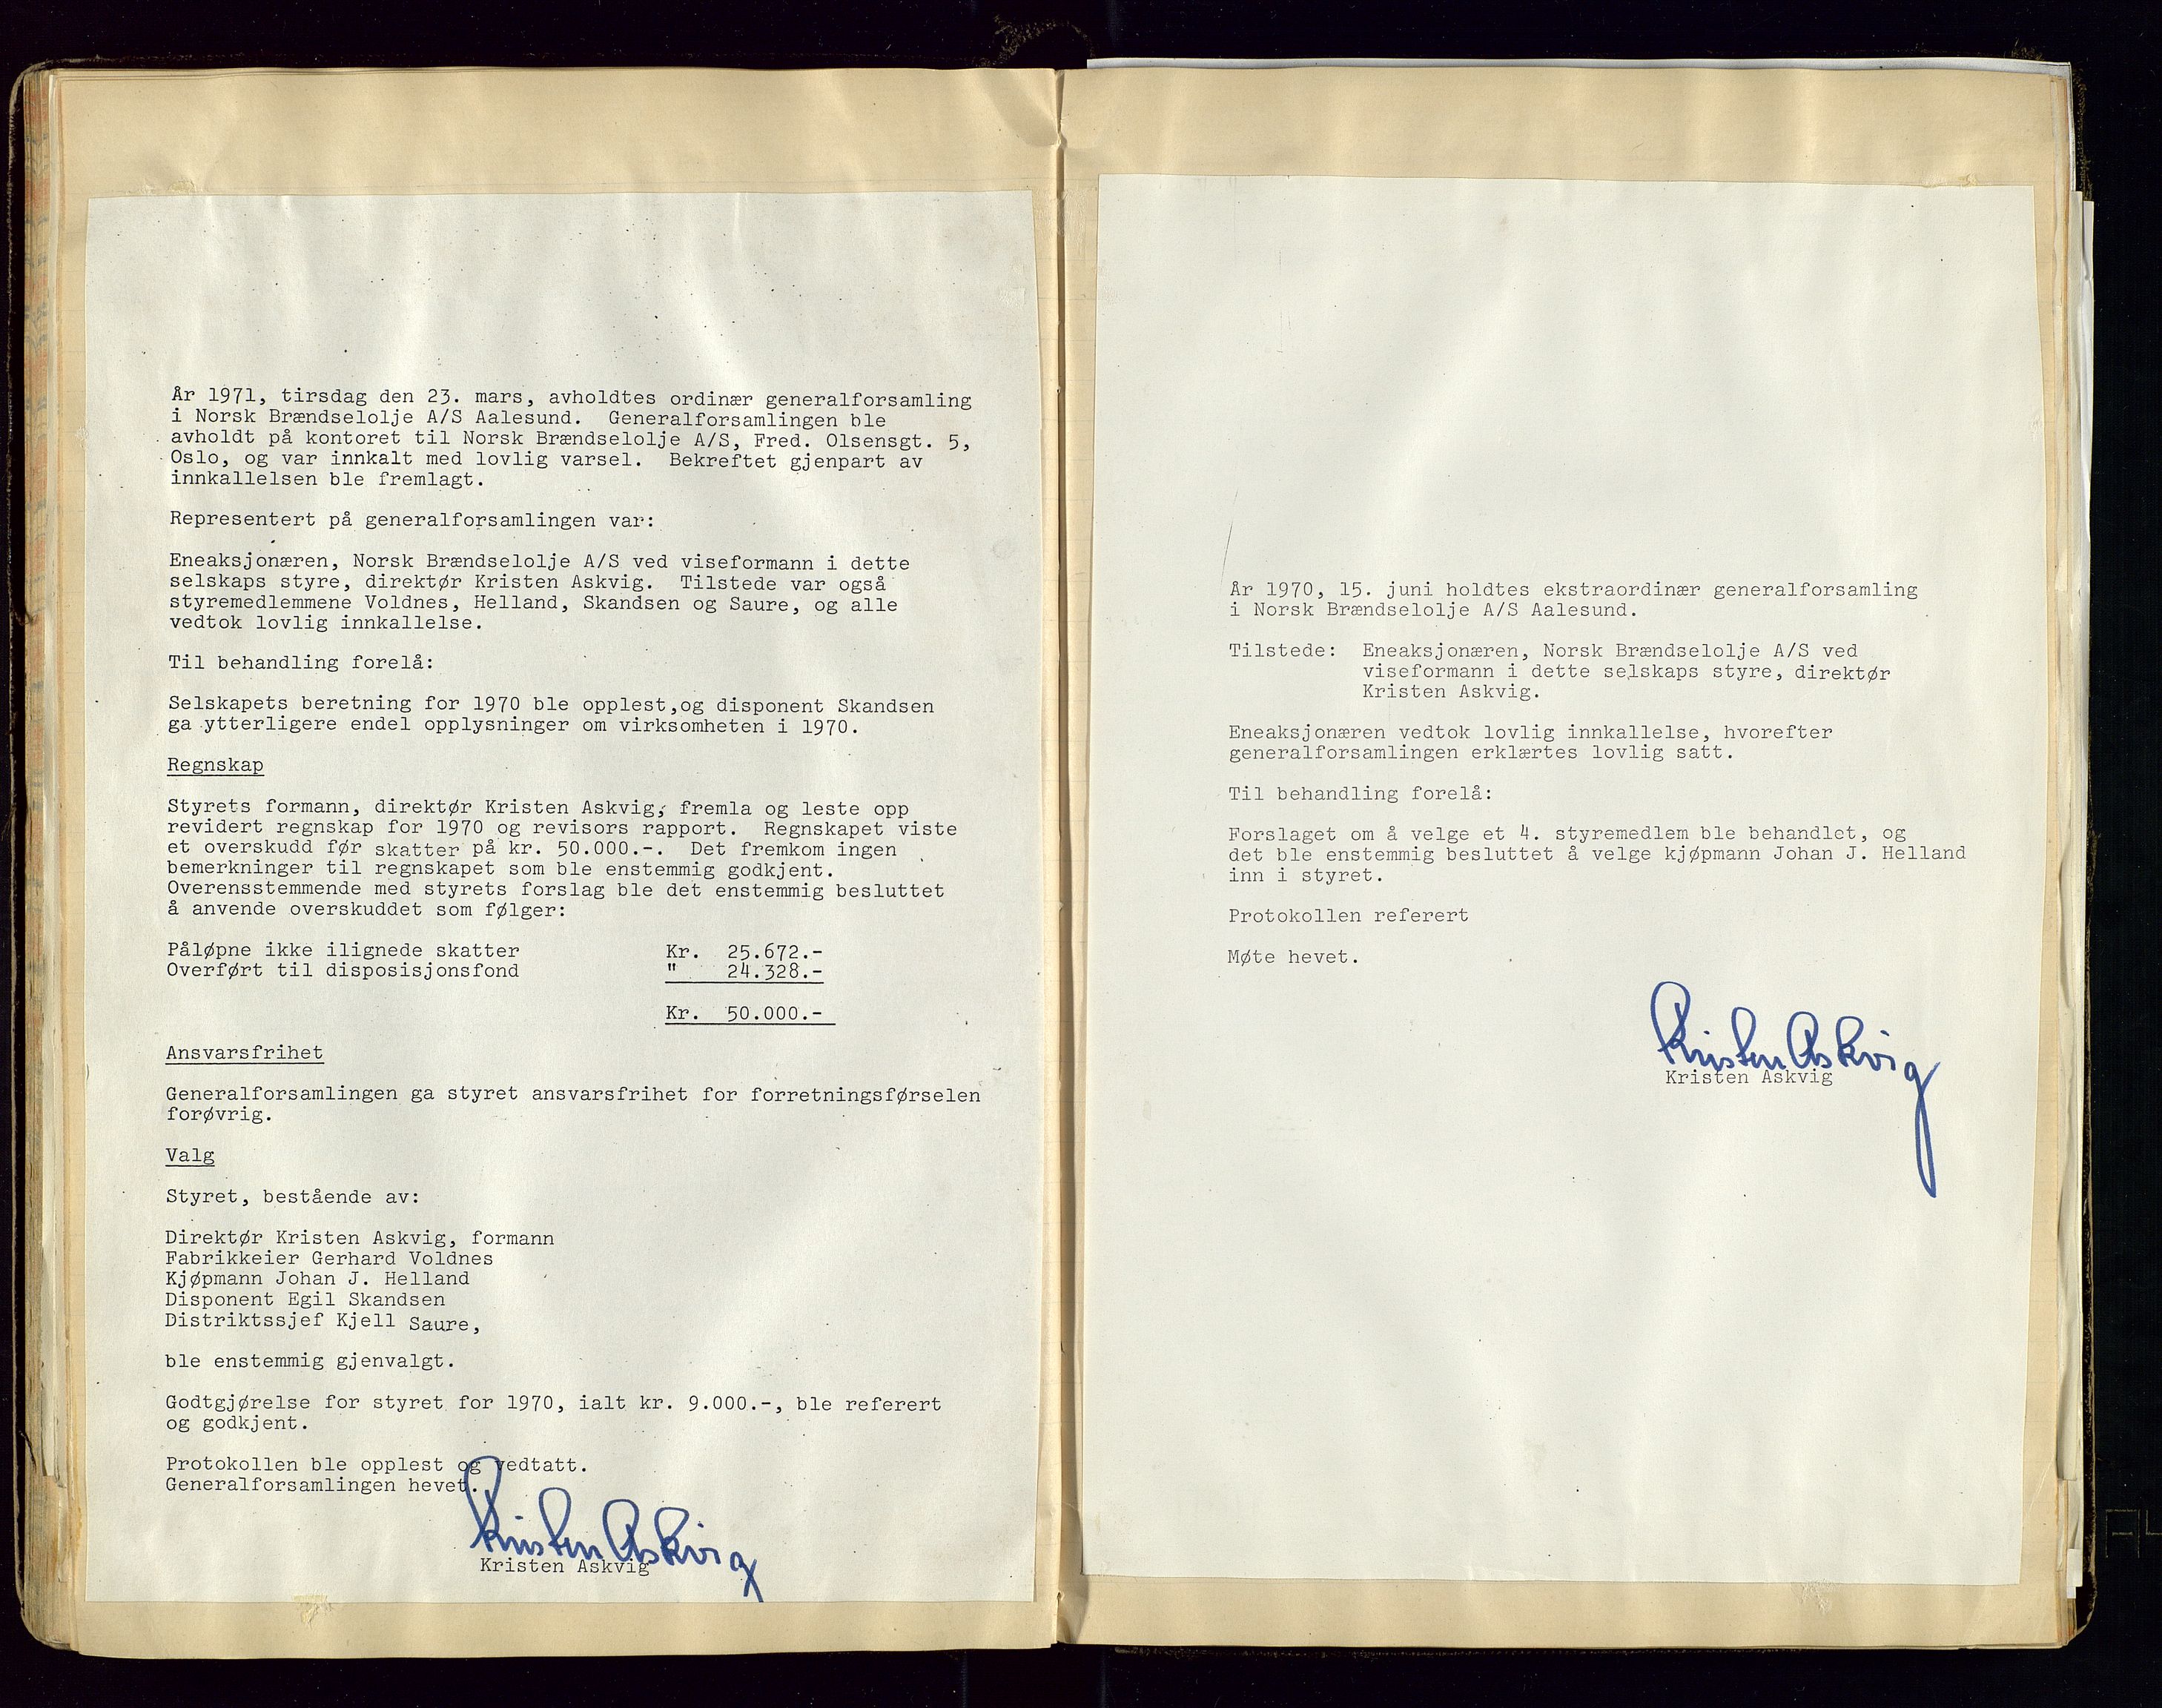 År 1971, tirsdag den 23. mars, avholdtes ordinær generalforsamling
i Norsk Brændselolje A/S Aalesund. Generalforsamlingen ble
avholdt på kontoret til Norsk Brændselolje A/S, Fred. Olsensgt. 5,
Oslo, og var innkalt med lovlig varsel. Bekreftet gjenpart av
innkallelsen ble fremlagt.
Representert på generalforsamlingen var:
Eneaksjonæren, Norsk Brændselolje A/S ved viseformann i dette
selskaps styre, direktør Kristen Askvig. Tilstede var også
styremedlemmene Voldnes, Helland, Skandsen og Saure, og alle
vedtok lovlig innkallelse.
Til behandling forelå:
Selskapets beretning for 1970 ble opplest,og disponent Skandsen
ga ytterligere endel opplysninger om virksomheten i 1970.
Regnskap
Styrets formann, direktør Kristen Askvig, fremla og leste opp
revidert regnskap for 1970 og revisors rapport. Regnskapet viste
et overskudd før skatter på kr. 50.000.-. Det fremkom ingen
bemerkninger til regnskapet som ble enstemmig godkjent.
Overensstemmende med styrets forslag ble det enstemmig besluttet
å anvende overskuddet som følger:
Påløpne ikke ilignede skatter Kr. 25.672.-
Overført til disposisjonsfond " 24.328.-
Kr. 50.000.-
Ansvarsfrihet
Generalforsamlingen ga styret ansvarsfrihet for forretningsførselen
forøvrig.
Valg
Styret, bestående av:
Direktør Kristen Askvig, formann
Fabrikkeier Gerhard Voldnes
Kjøpmann Johan J. Helland
Disponent Egil Skandsen
Distriktssjef Kjell Saure,
ble enstemmig gjenvalgt.
Godtgjørelse for styret for 1970, ialt kr. 9.000.-, ble referert
og godkjent.
Protokollen ble opplest og vedtatt.
Generalforsamlingen hevet.
Kristen Askvig
Kristen Askvig
År 1970, 15. juni holdtes ekstraordinær generalforsamling
i Norsk Brændselolje A/S Aalesund.
Tilstede: Eneaksjonæren, Norsk Brændselolje A/S ved
viseformann i dette selskaps styre, direktør
Kristen Askvig.
Eneaksjonæren vedtok lovlig innkallelse, hvorefter
generalforsamlingen erklærtes lovlig satt.
Til behandling forelå:
Forslaget om å velge et 4. styremedlem ble behandlet, og
det ble enstemmig besluttet å velge kjøpmann Johan J. Helland
inn i styret.
Protokollen referert
Møte hevet.
Kristen Askvig
Kristen Askvig